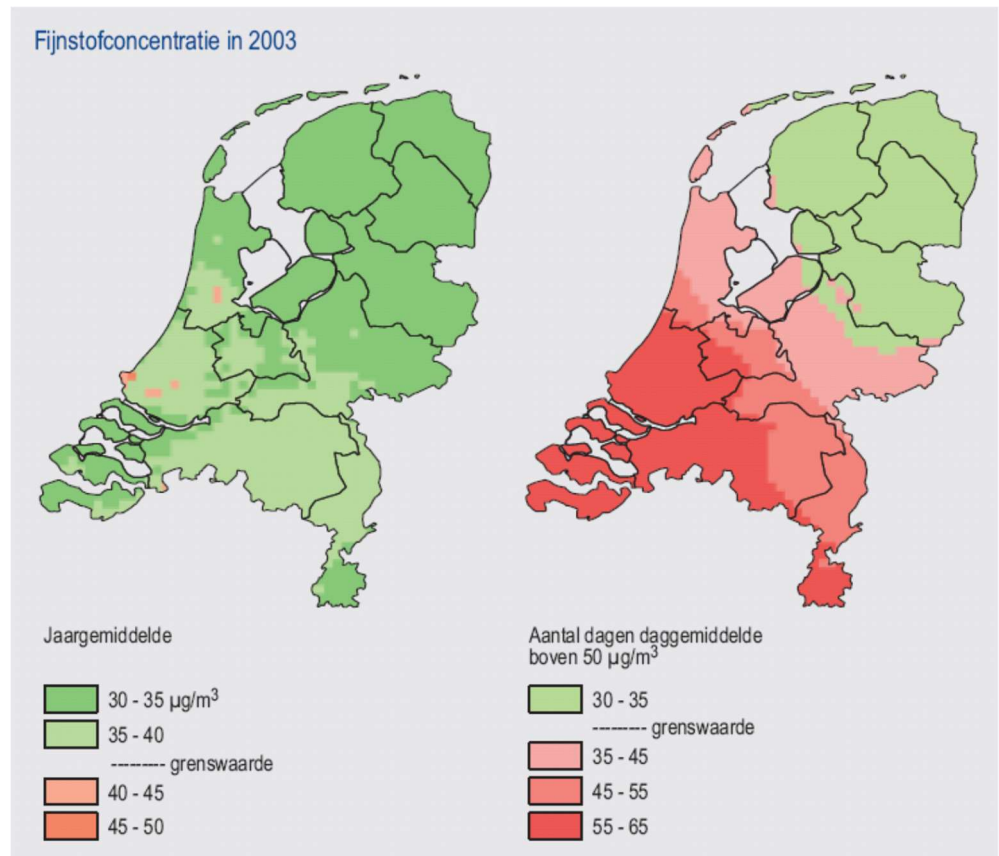 Fijnstofconcentratie in 2003
Jaargemiddelde
30 - 35 µg/m³
35 - 40
--------- grenswaarde
40 - 45
45 - 50
Aantal dagen daggemiddelde
boven 50 µg/m³
30 - 35
--------- grenswaarde
35 - 45
45 - 55
55 - 65